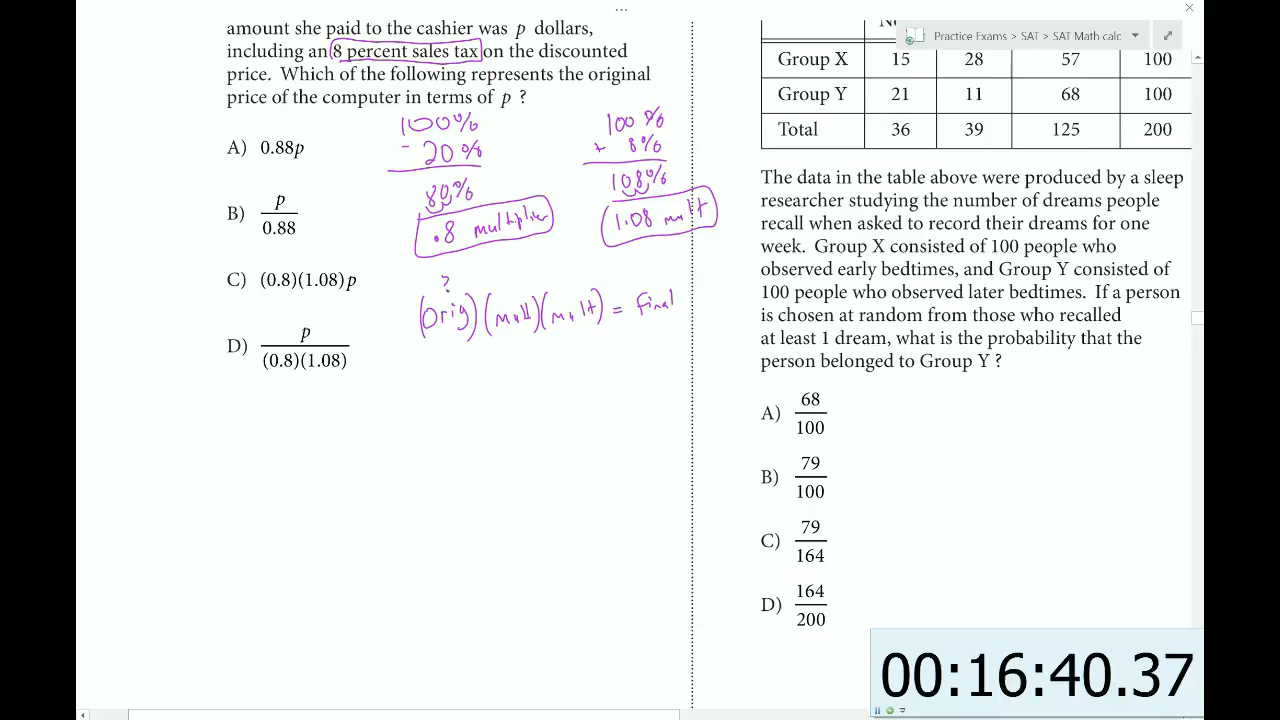 amount she paid to the cashier was p dollars,
including an 8 percent sales tax on the discounted
price. Which of the following represents the original
price of the computer in terms of p ?
100%
- 20%
80%
.8 multiplier
100%
+ 8%
108%
1.08 mult
A) 0.88p
B) p
0.88
C) (0.8)(1.08)p
D) p
(0.8)(1.08)
?
(Orig)(mult)(mult) = final
Practice Exams > SAT > SAT Math calc
Group X 15 28 57 100
Group Y 21 11 68 100
Total 36 39 125 200
The data in the table above were produced by a sleep
researcher studying the number of dreams people
recall when asked to record their dreams for one
week. Group X consisted of 100 people who
observed early bedtimes, and Group Y consisted of
100 people who observed later bedtimes. If a person
is chosen at random from those who recalled
at least 1 dream, what is the probability that the
person belonged to Group Y ?
A) 68
100
B) 79
100
C) 79
164
D) 164
200
00:16:40.37